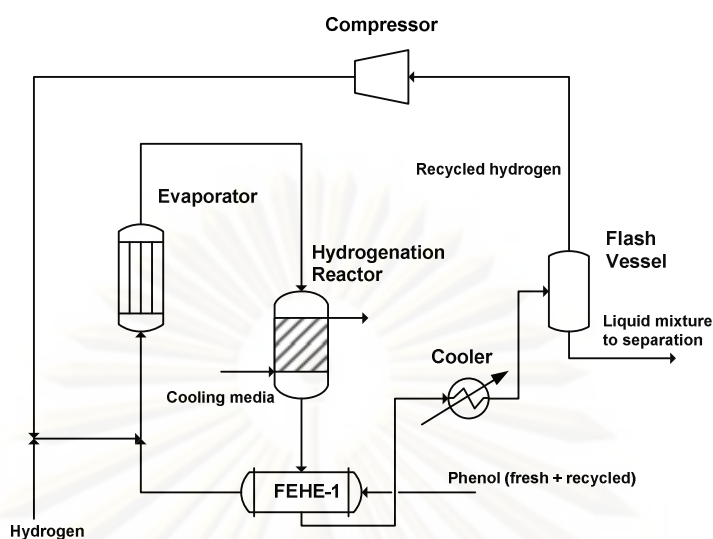 Compressor
Recycled hydrogen
Evaporator
Flash
Vessel
Hydrogenation
Reactor
Liquid mixture
to separation
Cooler
Cooling media
Phenol (fresh + recycled)
FEHE-1
Hydrogen